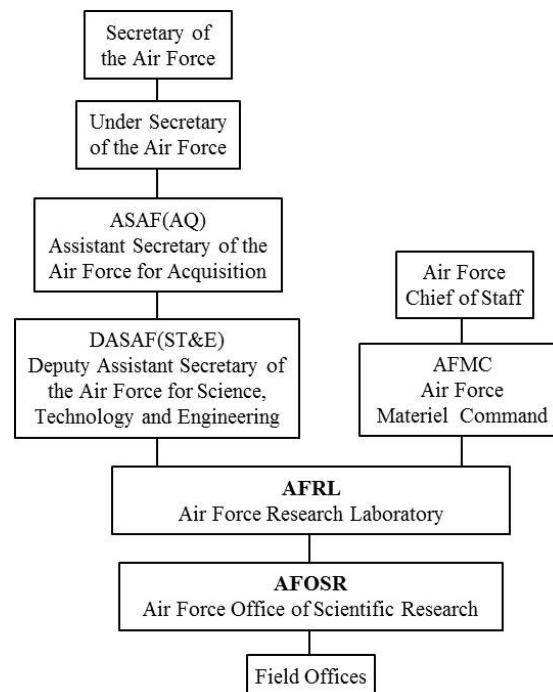 Secretary of
the Air Force
Under Secretary
of the Air Force
ASAF(AQ)
Assistant Secretary of the
Air Force for Acquisition
Air Force
Chief of Staff
DASAF(ST&E)
Deputy Assistant Secretary of
the Air Force for Science,
Technology and Engineering
AFMC
Air Force
Materiel Command
AFRL
Air Force Research Laboratory
AFOSR
Air Force Office of Scientific Research
Field Offices